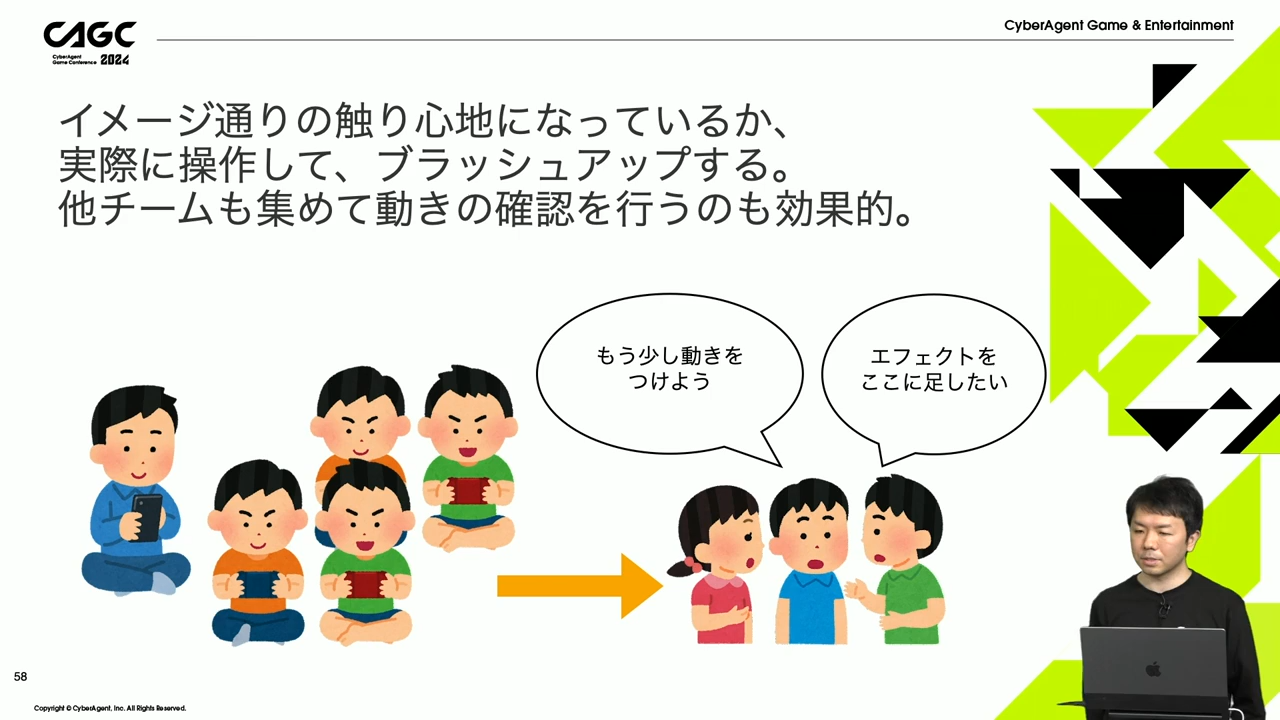 CAGC
CyberAgent
Game Conference 2024
CyberAgent Game & Entertainment
イメージ通りの触り心地になっているか、
実際に操作して、ブラッシュアップする。
他チームも集めて動きの確認を行うのも効果的。
もう少し動きを
つけよう
エフェクトを
ここに足したい
58
Copyright © CyberAgent, Inc. All Rights Reserved.